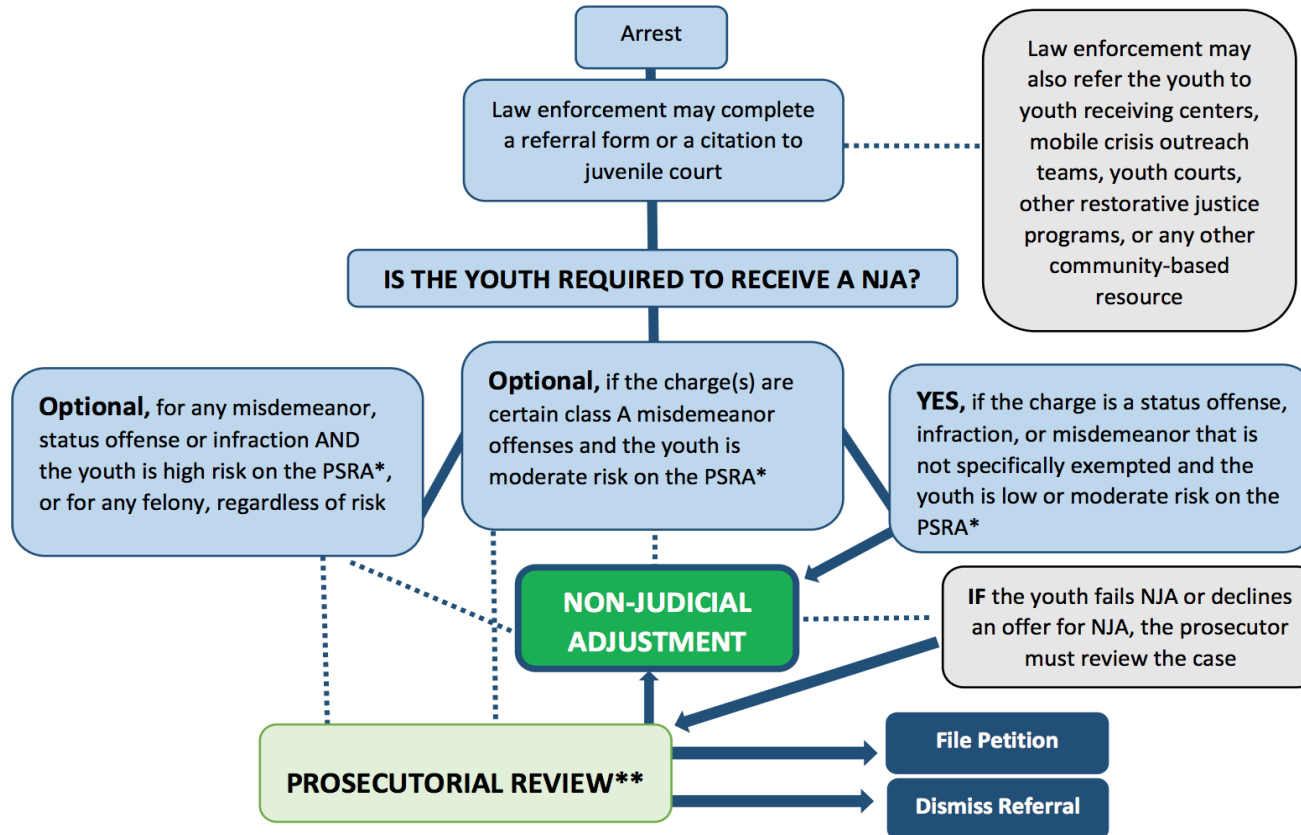 Arrest
Law enforcement may complete
a referral form or a citation to
juvenile court
Law enforcement may
also refer the youth to
youth receiving centers,
mobile crisis outreach
teams, youth courts,
other restorative justice
programs, or any other
community-based
resource
IS THE YOUTH REQUIRED TO RECEIVE A NJA?
Optional, for any misdemeanor,
status offense or infraction AND
the youth is high risk on the PSRA*,
or for any felony, regardless of risk
Optional, if the charge(s) are
certain class A misdemeanor
offenses and the youth is
moderate risk on the PSRA*
YES, if the charge is a status offense,
infraction, or misdemeanor that is
not specifically exempted and the
youth is low or moderate risk on the
PSRA*
NON-JUDICIAL
ADJUSTMENT
IF the youth fails NJA or declines
an offer for NJA, the prosecutor
must review the case
PROSECUTORIAL REVIEW**
File Petition
Dismiss Referral